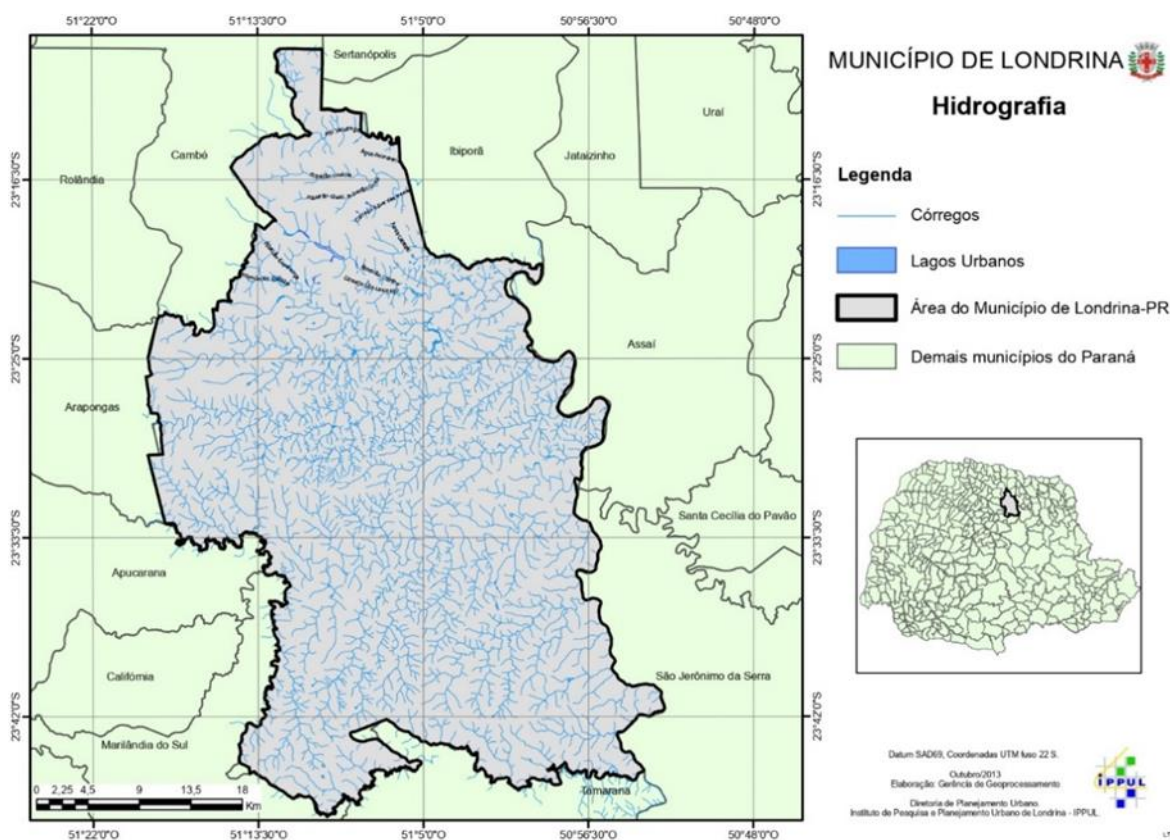 51°22'0"O 51°13'30"O 51°5'0"O 50°56'30"O 50°48'0"O
MUNICÍPIO DE LONDRINA
Hidrografia
Legenda
Córregos
Lagos Urbanos
Área do Município de Londrina-PR
Demais municípios do Paraná
Sertanópolis
Uraí
Cambé
Ibiporã
Jataizinho
Rolândia
23°16'30"S 23°16'30"S
Assaí
23°25'0"S 23°25'0"S
Arapongas
Santa Cecília do Pavão
23°33'30"S 23°33'30"S
Apucarana
Califórnia
São Jerônimo da Serra
23°42'0"S 23°42'0"S
Marilândia do Sul
Tamarana
0 2,25 4,5 9 13,5 18
Km
51°22'0"O 51°13'30"O 51°5'0"O 50°56'30"O 50°48'0"O
Datum SAD69, Coordenadas UTM fuso 22 S.
Outubro/2013
Elaboração: Gerência de Geoprocessamento
Diretoria de Planejamento Urbano.
Instituto de Pesquisa e Planejamento Urbano de Londrina - IPPUL.
IPPUL